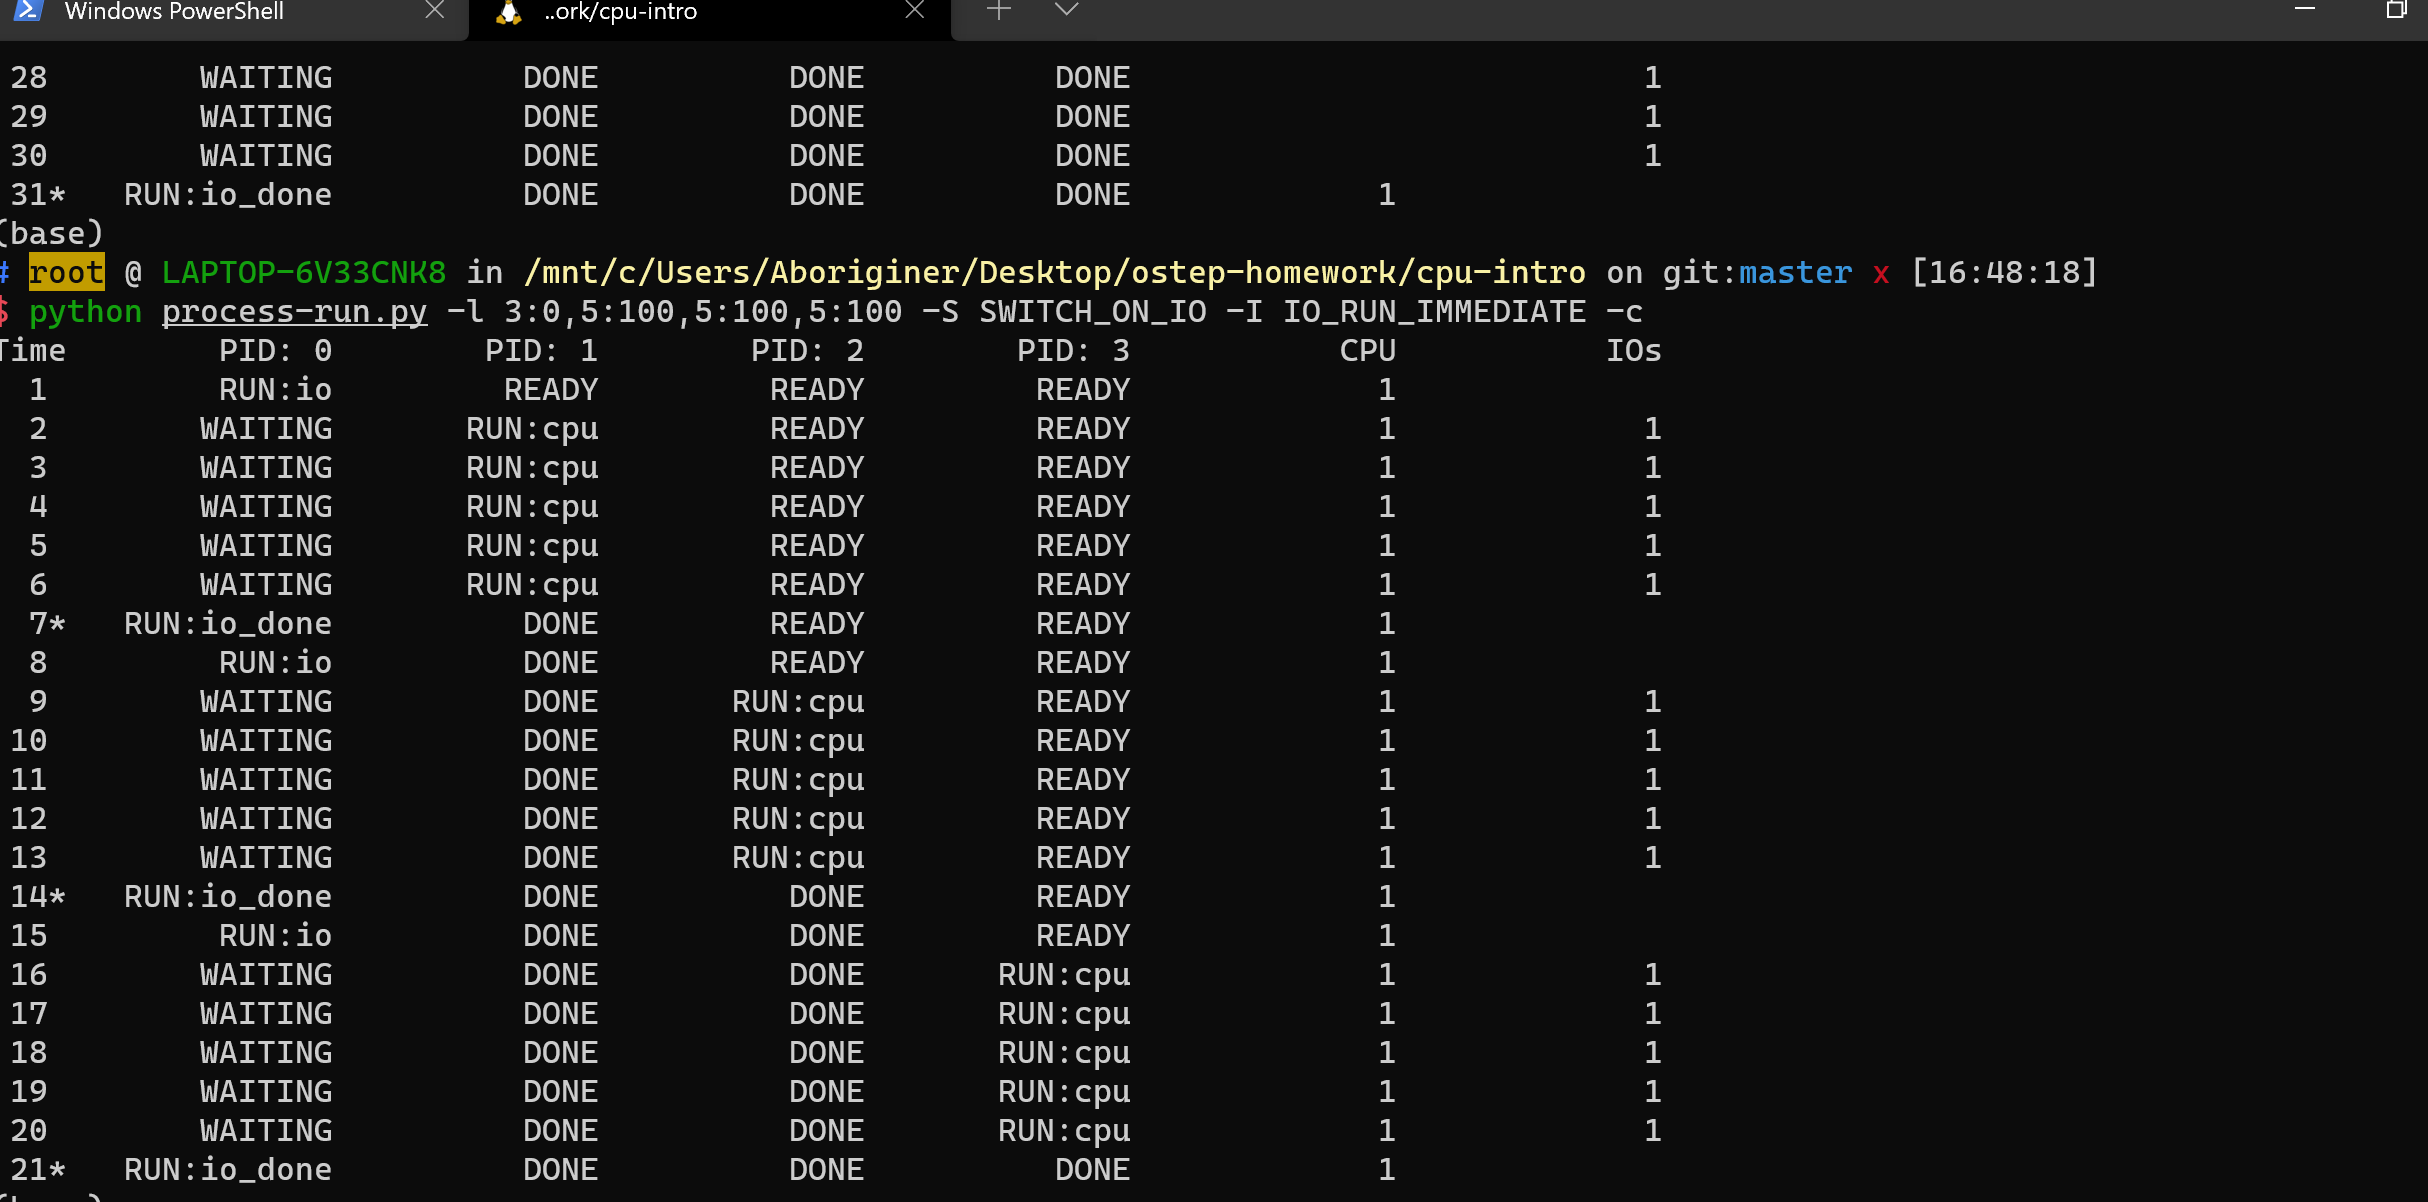 Windows PowerShell ..ork/cpu-intro
28 WAITING DONE DONE DONE 1
29 WAITING DONE DONE DONE 1
30 WAITING DONE DONE DONE 1
31* RUN:io_done DONE DONE DONE 1
(base)
# root @ LAPTOP-6V33CNK8 in /mnt/c/Users/Aboriginer/Desktop/ostep-homework/cpu-intro on git:master x [16:48:18]
$ python process-run.py -l 3:0,5:100,5:100,5:100 -S SWITCH_ON_IO -I IO_RUN_IMMEDIATE -c
Time PID: 0 PID: 1 PID: 2 PID: 3 CPU IOs
1 RUN:io READY READY READY 1
2 WAITING RUN:cpu READY READY 1 1
3 WAITING RUN:cpu READY READY 1 1
4 WAITING RUN:cpu READY READY 1 1
5 WAITING RUN:cpu READY READY 1 1
6 WAITING RUN:cpu READY READY 1 1
7* RUN:io_done DONE READY READY 1
8 RUN:io DONE READY READY 1
9 WAITING DONE RUN:cpu READY 1 1
10 WAITING DONE RUN:cpu READY 1 1
11 WAITING DONE RUN:cpu READY 1 1
12 WAITING DONE RUN:cpu READY 1 1
13 WAITING DONE RUN:cpu READY 1 1
14* RUN:io_done DONE DONE READY 1
15 RUN:io DONE DONE READY 1
16 WAITING DONE DONE RUN:cpu 1 1
17 WAITING DONE DONE RUN:cpu 1 1
18 WAITING DONE DONE RUN:cpu 1 1
19 WAITING DONE DONE RUN:cpu 1 1
20 WAITING DONE DONE RUN:cpu 1 1
21* RUN:io_done DONE DONE DONE 1